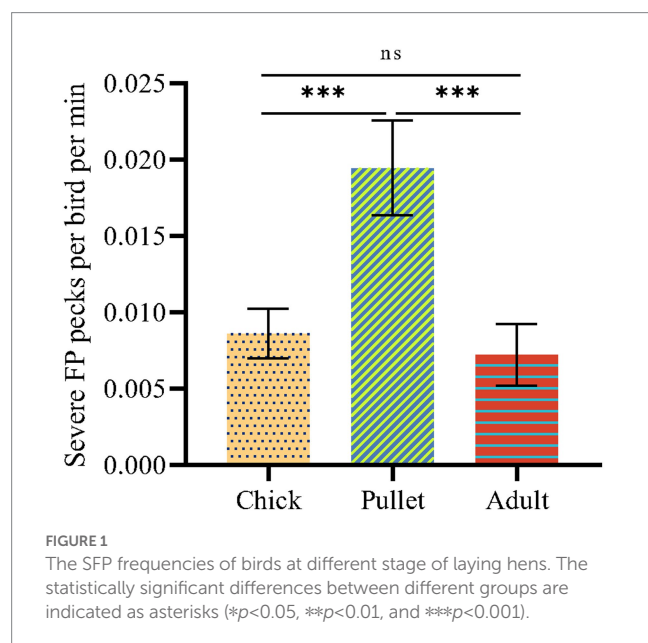 ns
*** ***
Severe FP pecks per bird per min
0.025
0.020
0.015
0.010
0.005
0.000
Chick Pullet Adult
FIGURE 1
The SFP frequencies of birds at different stage of laying hens. The
statistically significant differences between different groups are
indicated as asterisks (*p<0.05, **p<0.01, and ***p<0.001).